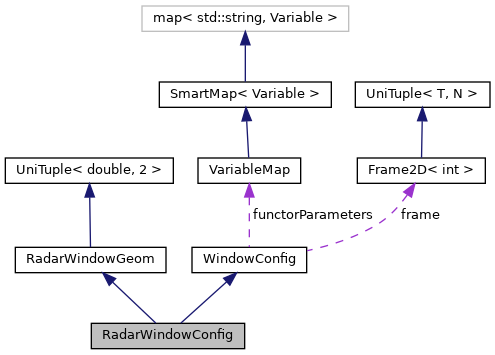 map< std::string, Variable >
SmartMap< Variable >
UniTuple< T, N >
UniTuple< double, 2 >
VariableMap
Frame2D< int >
functorParameters
frame
RadarWindowGeom
WindowConfig
RadarWindowConfig